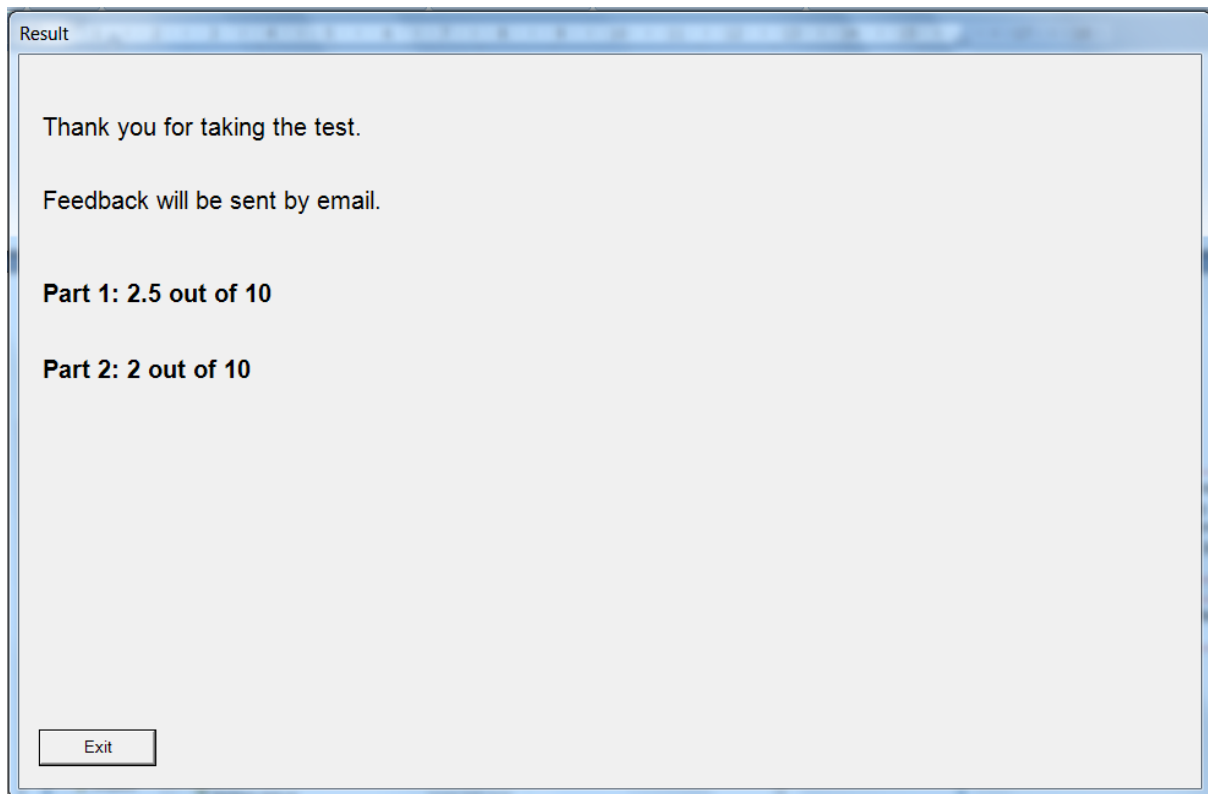 Result
Thank you for taking the test.
Feedback will be sent by email.
Part 1: 2.5 out of 10
Part 2: 2 out of 10
Exit